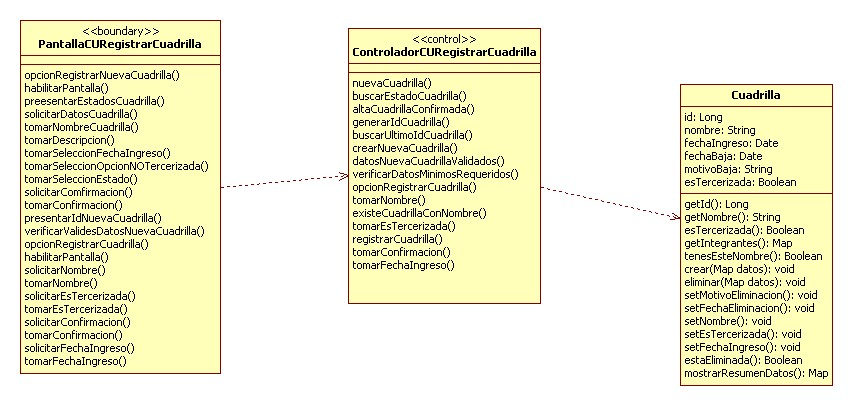 <<boundary>>
PantallaCURegistrarCuadrilla
opcionRegistrarNuevaCuadrilla()
habilitarPantalla()
preesentarEstadosCuadrilla()
solicitarDatosCuadrilla()
tomarNombreCuadrilla()
tomarDescripcion()
tomarSeleccionFechaIngreso()
tomarSeleccionOpcionNOTercerizada()
tomarSeleccionEstado()
solicitarComfirmacion()
tomarConfirmacion()
presentarIdNuevaCuadrilla()
verificarValidesDatosNuevaCuadrilla()
opcionRegistrarCuadrilla()
habilitarPantalla()
solicitarNombre()
tomarNombre()
solicitarEsTercerizada()
tomarEsTercerizada()
solicitarConfirmacion()
tomarConfirmacion()
solicitarFechaIngreso()
tomarFechaIngreso()
<<control>>
ControladorCURegistrarCuadrilla
nuevaCuadrilla()
buscarEstadoCuadrilla()
altaCuadrillaConfirmada()
generarIdCuadrilla()
buscarUltimoIdCuadrilla()
crearNuevaCuadrilla()
datosNuevaCuadrillaValidados()
verificarDatosMinimosRequeridos()
opcionRegistrarCuadrilla()
tomarNombre()
existeCuadrillaConNombre()
tomarEsTercerizada()
registrarCuadrilla()
tomarConfirmacion()
tomarFechaIngreso()
Cuadrilla
id: Long
nombre: String
fechaIngreso: Date
fechaBaja: Date
motivoBaja: String
esTercerizada: Boolean
getId(): Long
getNombre(): String
esTercerizada(): Boolean
getIntegrantes(): Map
tenesEsteNombre(): Boolean
crear(Map datos): void
eliminar(Map datos): void
setMotivoEliminacion(): void
setFechaEliminacion(): void
setNombre(): void
setEsTercerizada(): void
setFechaIngreso(): void
estaEliminada(): Boolean
mostrarResumenDatos(): Map